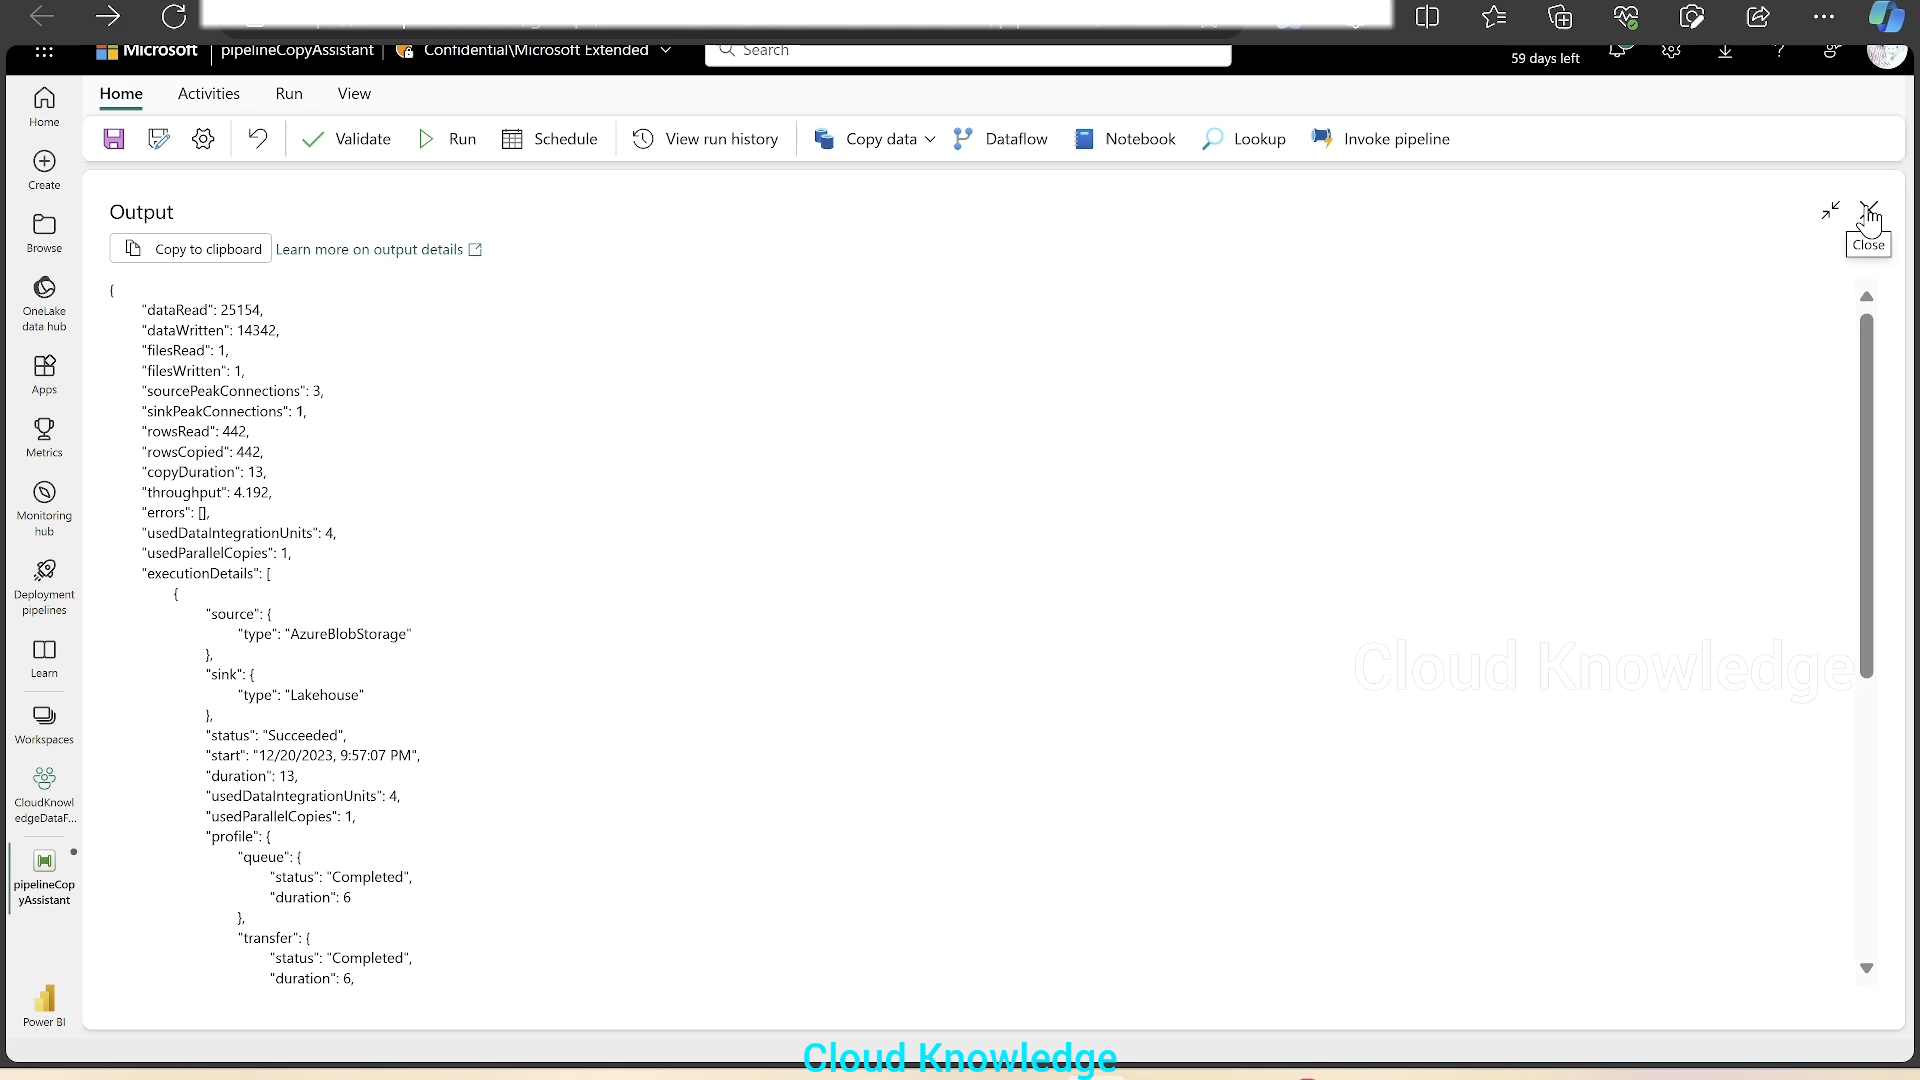 Microsoft pipelineCopyAssistant Confidential\Microsoft Extended Search 59 days left
Home Activities Run View
Validate Run Schedule View run history Copy data Dataflow Notebook Lookup Invoke pipeline
Home
Create
Browse
OneLake
data hub
Apps
Metrics
Monitoring
hub
Deployment
pipelines
Learn
Workspaces
CloudKnowl
edgeDataF...
pipelineCop
yAssistant
Power BI
Output
Close
Copy to clipboard Learn more on output details
{
"dataRead": 25154,
"dataWritten": 14342,
"filesRead": 1,
"filesWritten": 1,
"sourcePeakConnections": 3,
"sinkPeakConnections": 1,
"rowsRead": 442,
"rowsCopied": 442,
"copyDuration": 13,
"throughput": 4.192,
"errors": [],
"usedDataIntegrationUnits": 4,
"usedParallelCopies": 1,
"executionDetails": [
{
"source": {
"type": "AzureBlobStorage"
},
"sink": {
"type": "Lakehouse"
},
"status": "Succeeded",
"start": "12/20/2023, 9:57:07 PM",
"duration": 13,
"usedDataIntegrationUnits": 4,
"usedParallelCopies": 1,
"profile": {
"queue": {
"status": "Completed",
"duration": 6
},
"transfer": {
"status": "Completed",
"duration": 6,
Cloud Knowledge
Cloud Knowledge